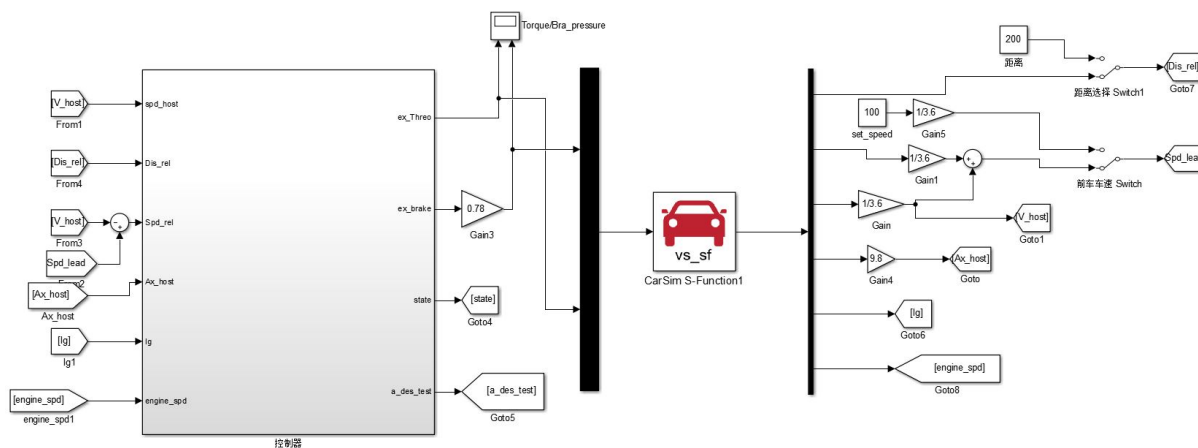 Torque/Bra_pressure
[V_host]
From1
spd_host
ex_Threo
[Dis_rel]
From4
Dis_rel
[V_host]
From3
Spd_rel
ex_brake
0.78
Gain3
Spd_lead
[Ax_host]
Ax_host
Ax_host
state
[state]
Goto4
[Ig]
Ig1
Ig
[engine_spd]
engine_spd1
engine_spd
a_des_test
[a_des_test]
Goto5
控制器
vs_sf
CarSim S-Function1
200
距离
距离选择 Switch1
[Dis_rel]
Goto7
100
set_speed
1/3.6
Gain5
1/3.6
Gain1
前车车速 Switch
Spd_lea
1/3.6
Gain
[V_host]
Goto1
9.8
Gain4
[Ax_host]
Goto
[Ig]
Goto6
[engine_spd]
Goto8